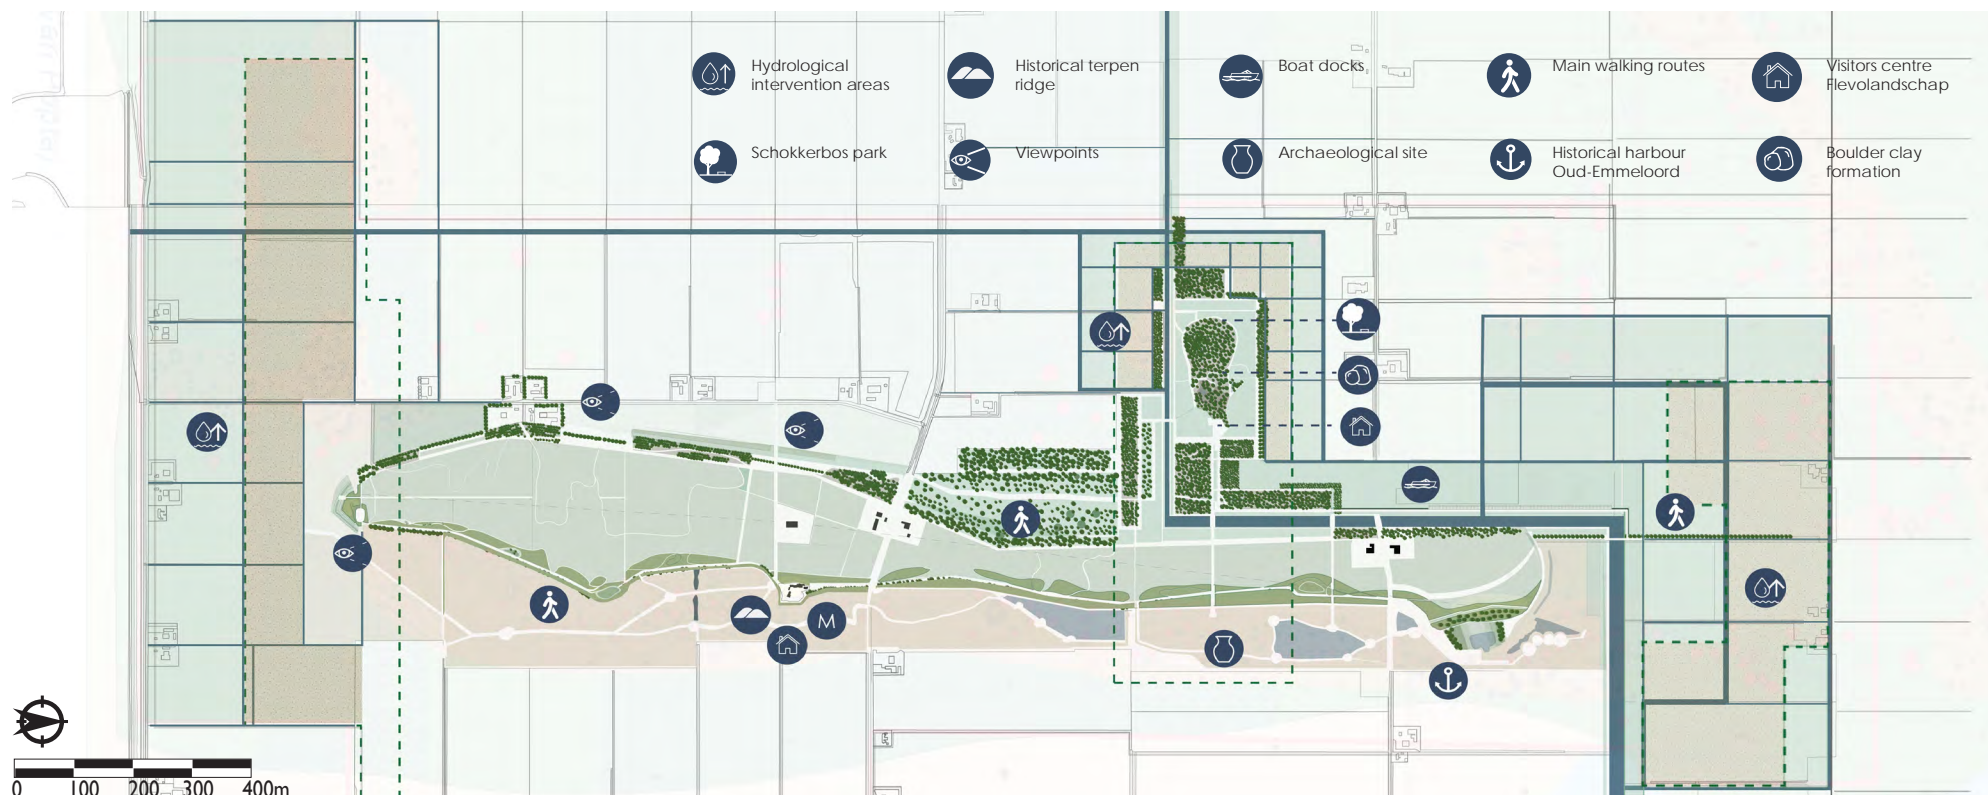 Hydrological
intervention areas
Historical terpen
ridge
Boat docks
Main walking routes
Visitors centre
Flevolandschap
Schokkerbos park
Viewpoints
Archaeological site
Historical harbour
Oud-Emmeloord
Boulder clay
formation
M
0 100 200 300 400m